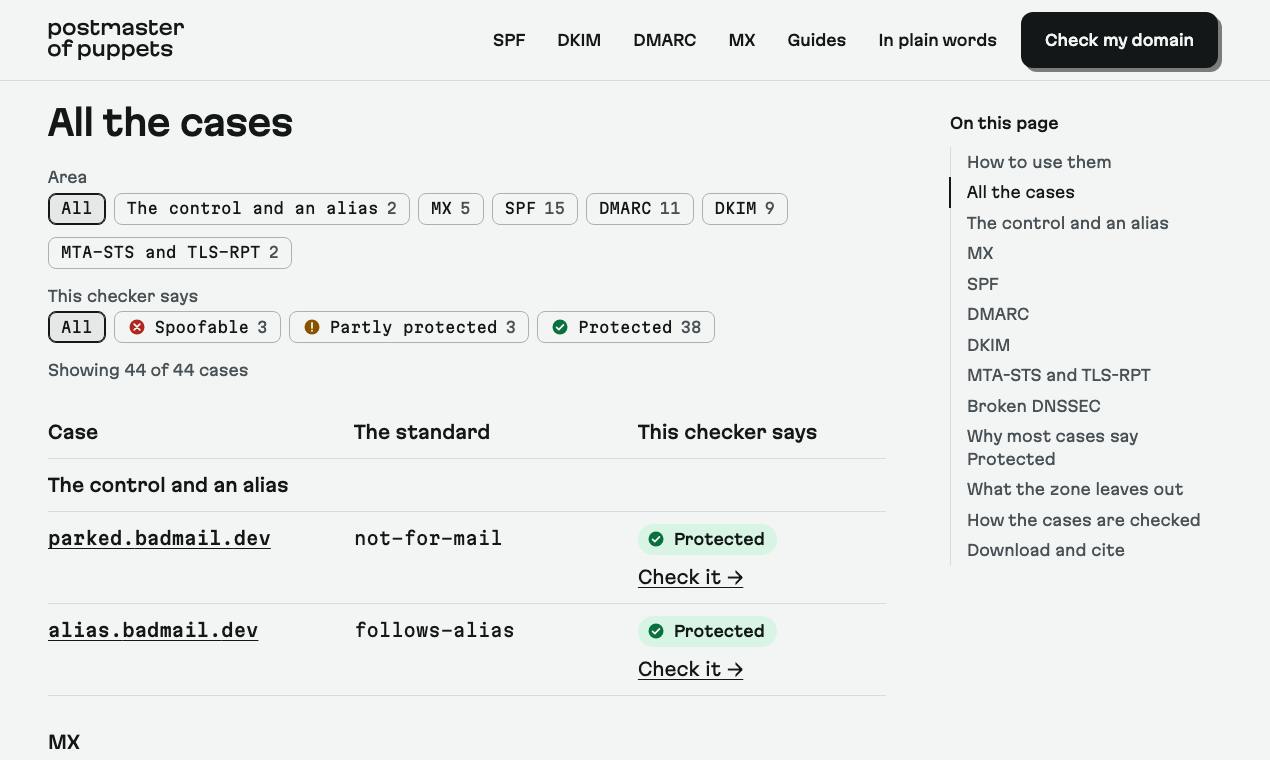 postmaster
of puppets
SPF DKIM DMARC MX Guides In plain words Check my domain
All the cases
Area
All The control and an alias 2 MX 5 SPF 15 DMARC 11 DKIM 9
MTA-STS and TLS-RPT 2
This checker says
All Spoofable 3 Partly protected 3 Protected 38
Showing 44 of 44 cases
Case The standard This checker says
The control and an alias
parked.badmail.dev not-for-mail Protected
Check it →
alias.badmail.dev follows-alias Protected
Check it →
MX
On this page
How to use them
All the cases
The control and an alias
MX
SPF
DMARC
DKIM
MTA-STS and TLS-RPT
Broken DNSSEC
Why most cases say
Protected
What the zone leaves out
How the cases are checked
Download and cite